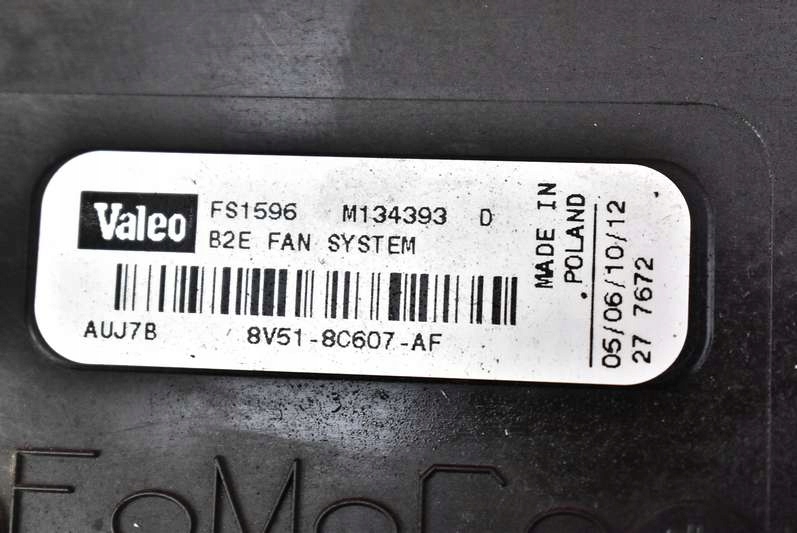 Valeo
FS1596 M134393 D
B2E FAN SYSTEM
AUJ7B 8V51-8C607-AF
MADE IN
POLAND
05/06/10/12
27 7672
FoMoCo